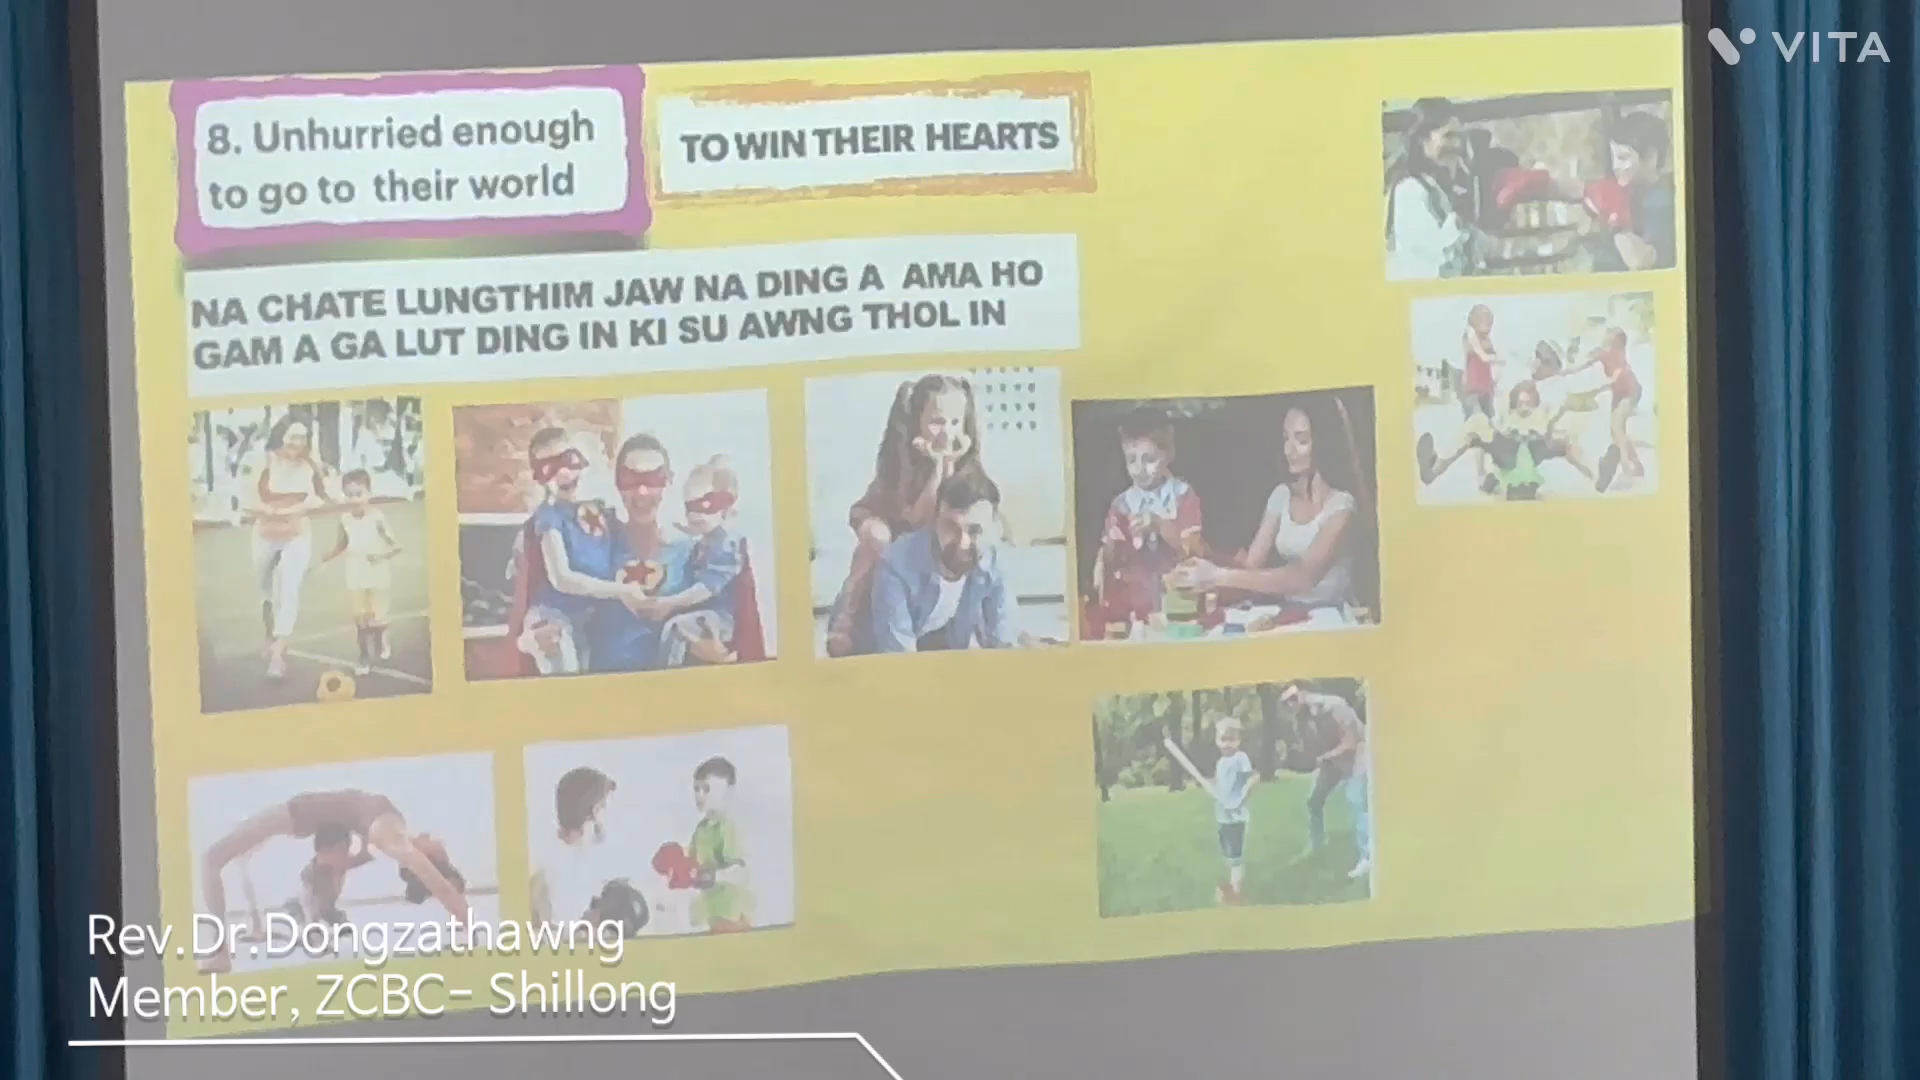 VITA
8. Unhurried enough
to go to their world
TO WIN THEIR HEARTS
NA CHATE LUNGTHIM JAW NA DING A AMA HO
GAM A GA LUT DING IN KI SU AWNG THOL IN
Rev.Dr.Dongzathawng
Member, ZCBC- Shillong